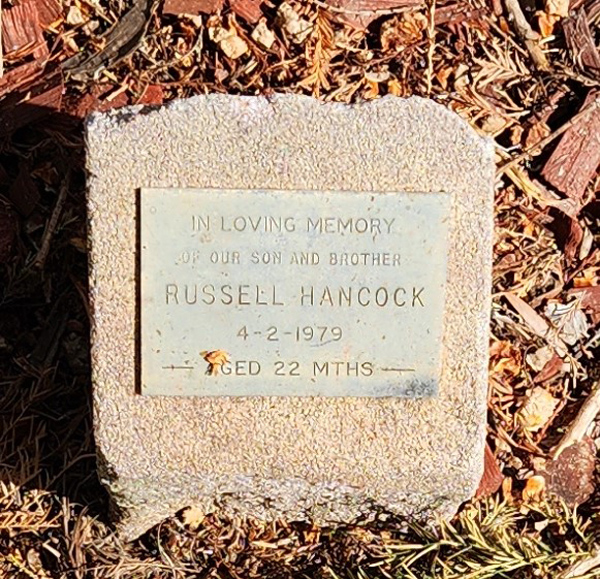 IN LOVING MEMORY
OF OUR SON AND BROTHER
RUSSELL HANCOCK
4-2-1979
— AGED 22 MTHS —